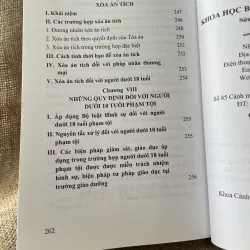 XÓA ÁN TÍCH
I. Khái niệm 247
II. Các trường hợp xóa án tích 248
1. Đương nhiên xóa án tích
2. Xóa án tích theo quyết định của Tòa án
3. Xóa án tích trong trường hợp đặc biệt
III. Cách tính thời hạn để xóa án tích
IV. Xóa án tích đối với pháp nhân thương
mại
V. Xóa án tích đối với người dưới 18 tuổi
Chương VIII
NHỮNG QUY ĐỊNH ĐỐI VỚI NGƯỜI
DƯỚI 18 TUỔI PHẠM TỘI
I. Áp dụng Bộ luật Hình sự đối với người
dưới 18 tuổi phạm tội 255
II. Nguyên tắc xử lý đối với người dưới 18
tuổi phạm tội 255
III. Các biện pháp giám sát, giáo dục áp
dụng trong trường hợp người dưới 18 tuổi
phạm tội được được miễn trách nhiệm
hình sự, biện pháp tư pháp giáo dục tại
trường giáo dưỡng 256
262
KHOA HỌC
Điện thoại
Số 85 Cách
ĐT:
Khoa Cảnh